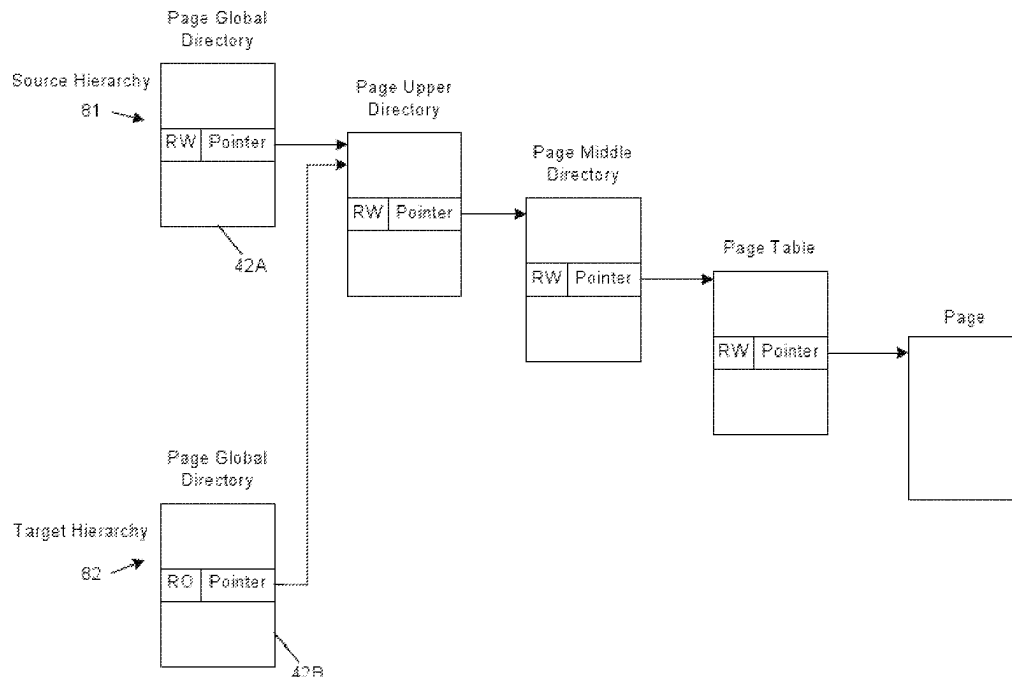 Page Global
Directory
Source Hierarchy
81
RW Pointer
42A
Page Upper
Directory
RW Pointer
Page Middle
Directory
RW Pointer
Page Table
RW Pointer
Page
Page Global
Directory
Target Hierarchy
82
RO Pointer
42B